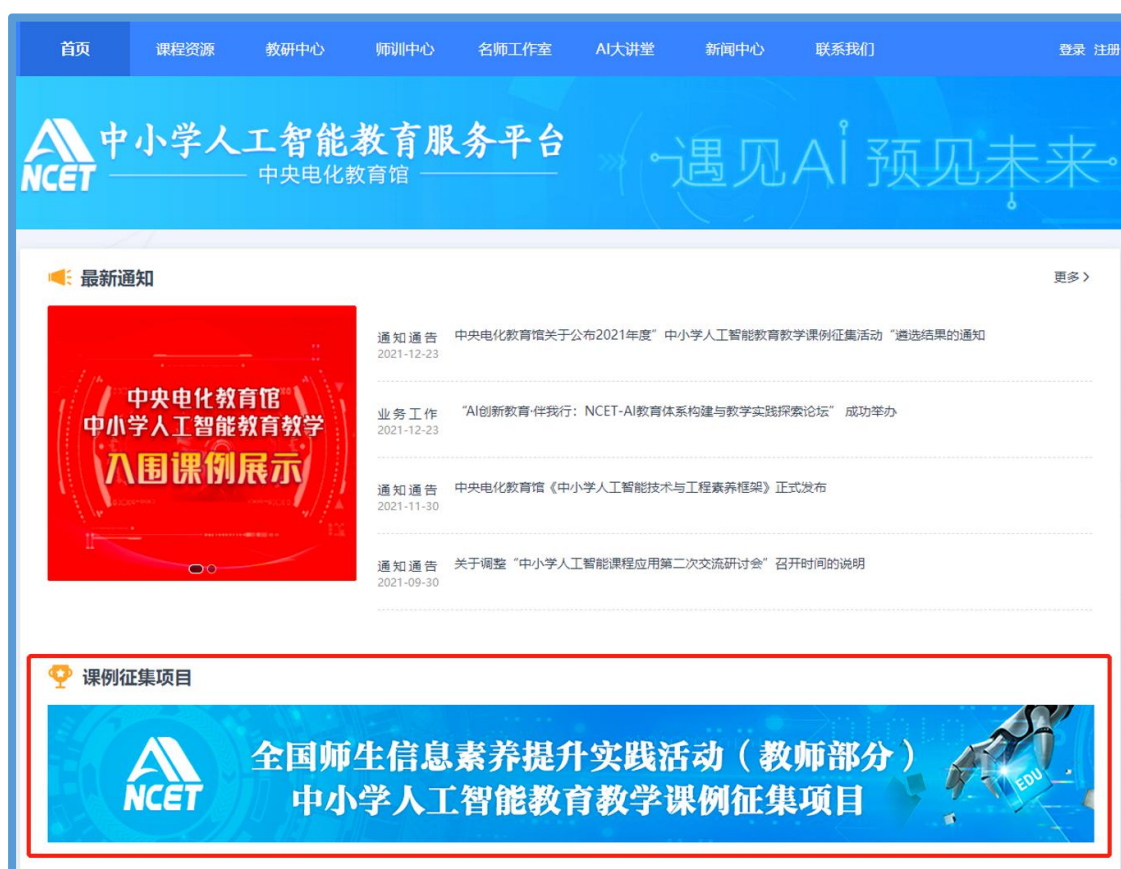 首页 课程资源 教研中心 师训中心 名师工作室 AI大讲堂 新闻中心 联系我们 登录 注册
NCET
中小学人工智能教育服务平台
中央电化教育馆
遇见AI 预见未来
最新通知
更多 >
中央电化教育馆
中小学人工智能教育教学
入围课例展示
通知通告 中央电化教育馆关于公布2021年度”中小学人工智能教育教学课例征集活动“遴选结果的通知
2021-12-23
业务工作 “AI创新教育·伴我行：NCET-AI教育体系构建与教学实践探索论坛” 成功举办
2021-12-23
通知通告 中央电化教育馆《中小学人工智能技术与工程素养框架》正式发布
2021-11-30
通知通告 关于调整“中小学人工智能课程应用第二次交流研讨会”召开时间的说明
2021-09-30
课例征集项目
NCET
全国师生信息素养提升实践活动（教师部分）
中小学人工智能教育教学课例征集项目
EDU